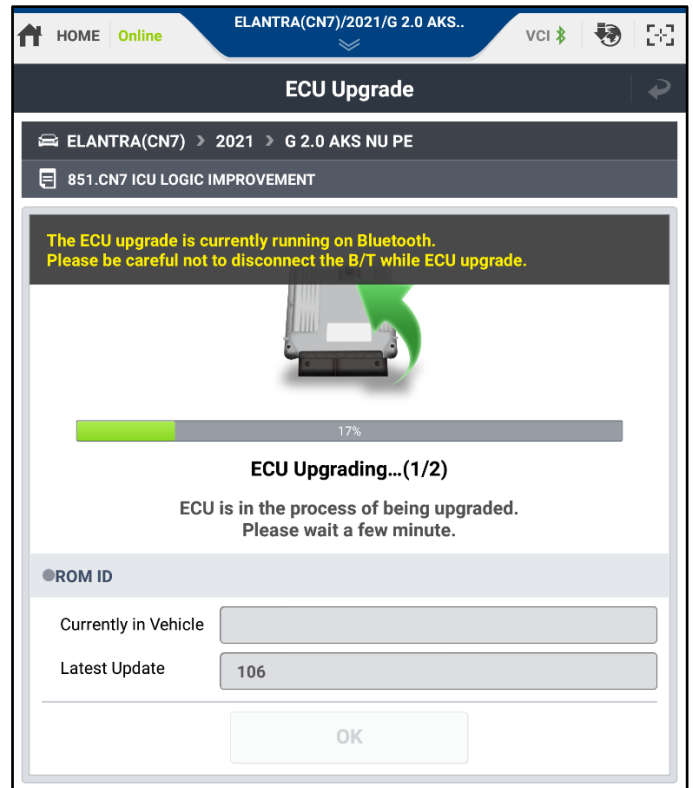 HOME Online ELANTRA(CN7)/2021/G 2.0 AKS.. VCI
ECU Upgrade
ELANTRA(CN7) > 2021 > G 2.0 AKS NU PE
851.CN7 ICU LOGIC IMPROVEMENT
The ECU upgrade is currently running on Bluetooth.
Please be careful not to disconnect the B/T while ECU upgrade.
17%
ECU Upgrading...(1/2)
ECU is in the process of being upgraded.
Please wait a few minute.
ROM ID
Currently in Vehicle
Latest Update 106
OK